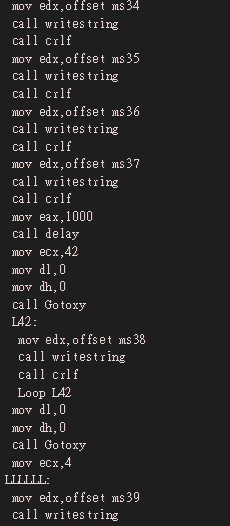 mov edx,offset ms34
call writestring
call crlf
mov edx,offset ms35
call writestring
call crlf
mov edx,offset ms36
call writestring
call crlf
mov edx,offset ms37
call writestring
call crlf
mov eax,1000
call delay
mov ecx,42
mov dl,0
mov dh,0
call Gotoxy
L42:
mov edx,offset ms38
call writestring
call crlf
Loop L42
mov dl,0
mov dh,0
call Gotoxy
mov ecx,4
LLLLLL:
mov edx,offset ms39
call writestring